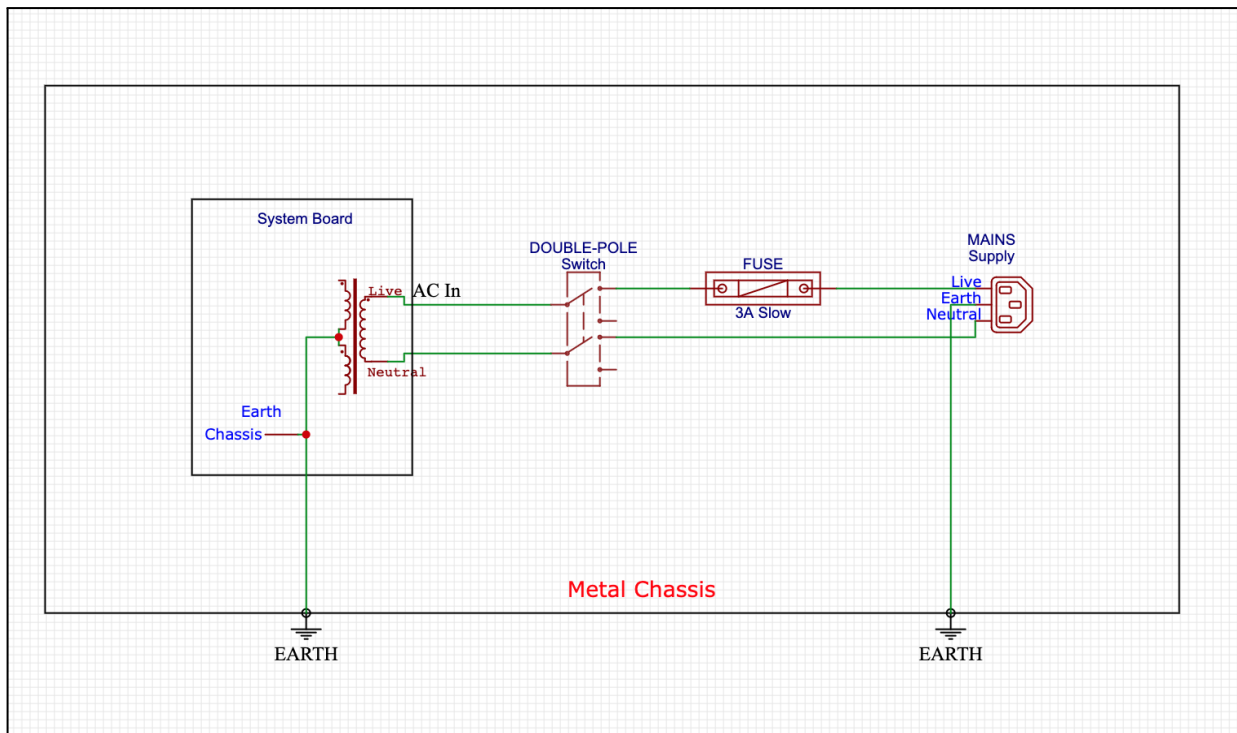 System Board
DOUBLE-POLE
Switch
FUSE
3A Slow
MAINS
Supply
Live
Earth
Neutral
Live
AC In
Neutral
Earth
Chassis
Metal Chassis
EARTH
EARTH